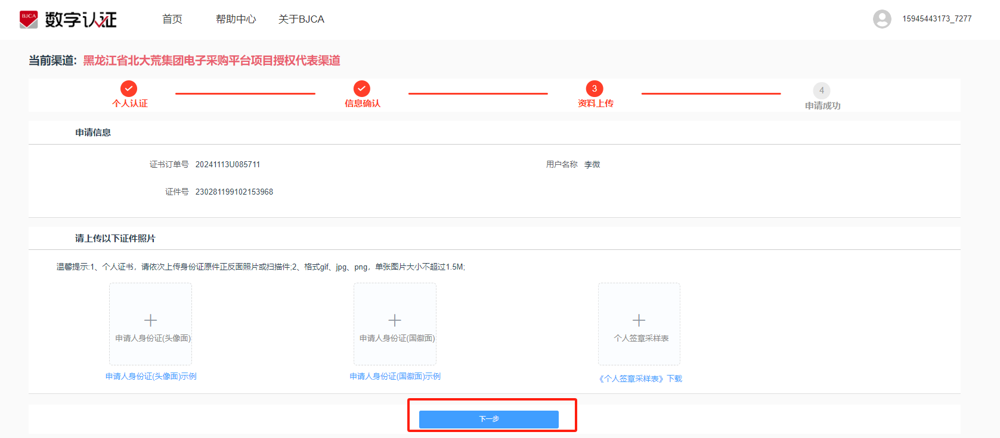 BJCA 数字认证 首页 帮助中心 关于BJCA 15945443173_7277
当前渠道: 黑龙江省北大荒集团电子采购平台项目授权代表渠道
3 4
个人认证 信息确认 资料上传 申请成功
申请信息
证书订单号 20241113U085711 用户名称 李微
证件号 230281199102153968
请上传以下证件照片
温馨提示:1、个人证书，请依次上传身份证原件正反面照片或扫描件;2、格式gif、jpg、png，单张图片大小不超过1.5M;
申请人身份证(头像面) 申请人身份证(国徽面) 个人签章采样表
申请人身份证(头像面)示例 申请人身份证(国徽面)示例 《个人签章采样表》下载
下一步